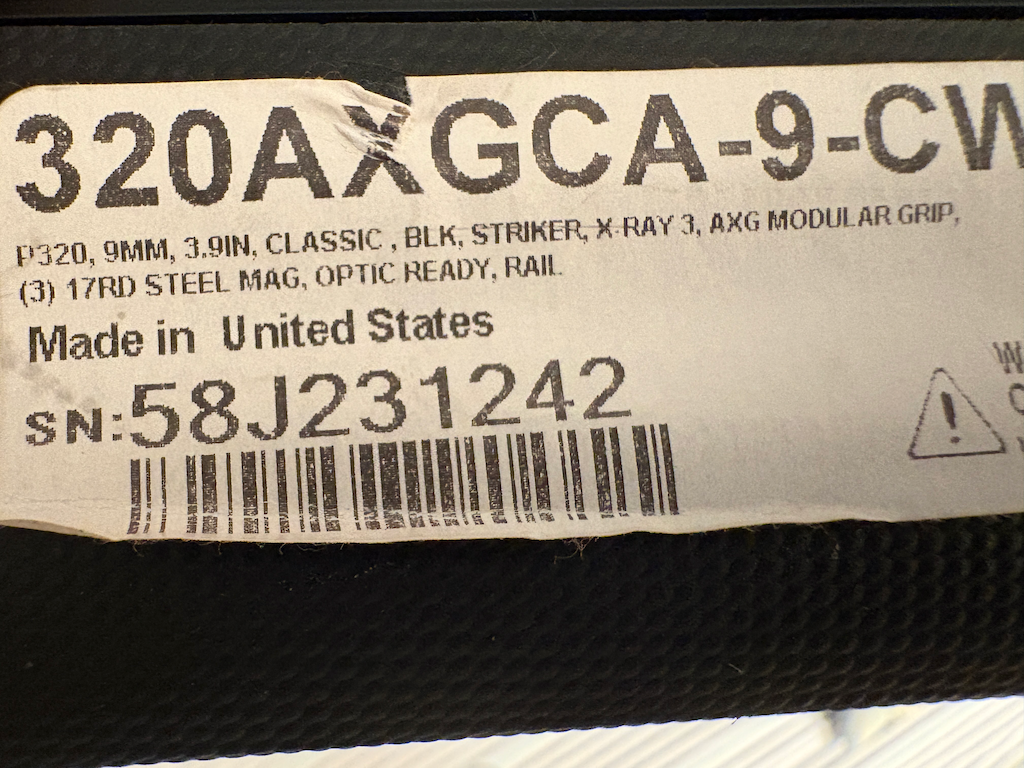 320AXGCA-9-CW
P320, 9MM, 3.9IN, CLASSIC , BLK, STRIKER, X-RAY 3, AXG MODULAR GRIP,
(3) 17RD STEEL MAG, OPTIC READY, RAIL
Made in United States
SN:58J231242